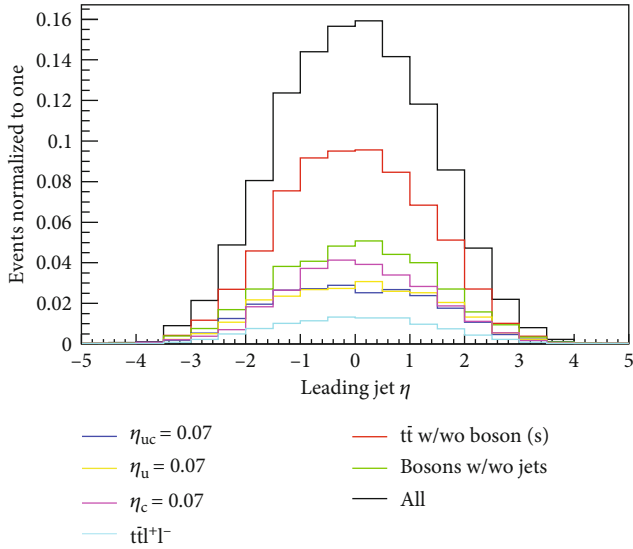 Events normalized to one
0.16
0.14
0.12
0.1
0.08
0.06
0.04
0.02
0
−5 −4 −3 −2 −1 0 1 2 3 4 5
Leading jet η
η_uc = 0.07
η_u = 0.07
η_c = 0.07
tt̄l⁺l⁻
tt̄ w/wo boson (s)
Bosons w/wo jets
All